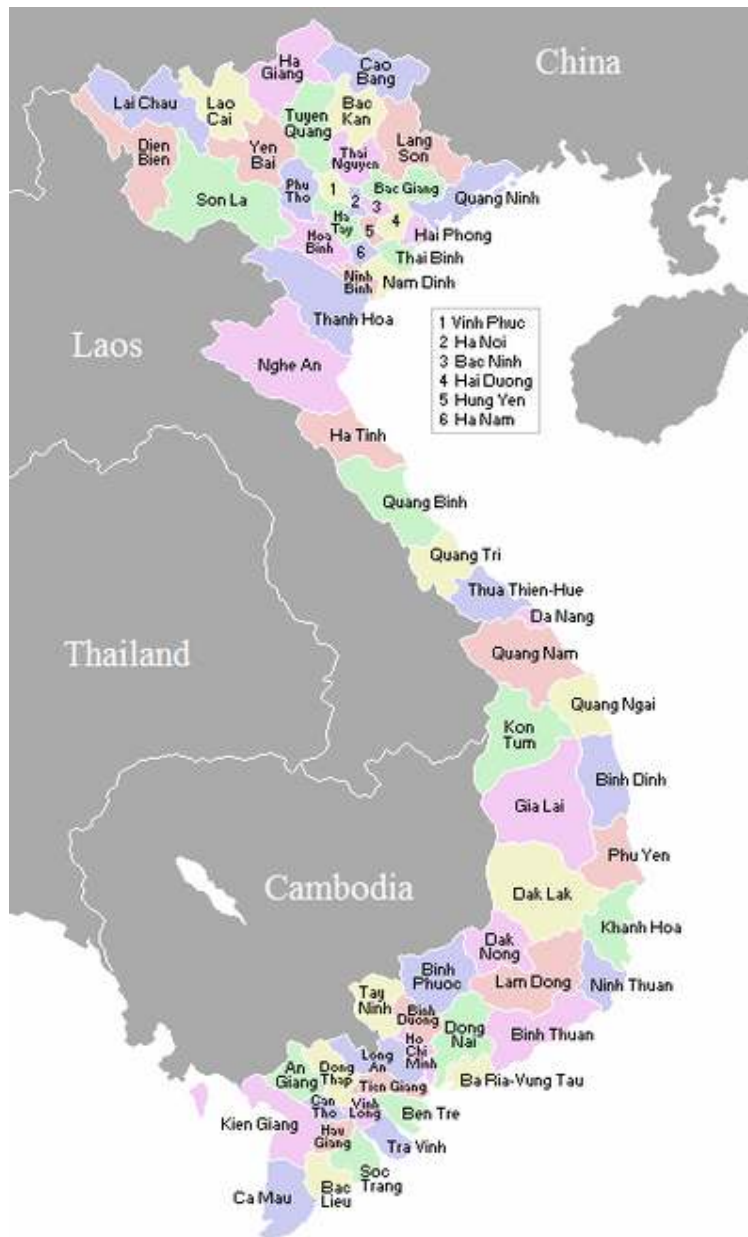 China
Ha
Giang
Cao
Bang
Lai Chau
Lao
Cai
Tuyen
Quang
Bac
Kan
Dien
Bien
Yen
Bai
Thai
Nguyen
Lang
Son
Son La
Phu
Tho
1
2
3
Bac Giang
Quang Ninh
Hoa
Binh
Ha
Tay
5
4
6
Hai Phong
Thai Binh
Ninh
Binh
Nam Dinh
Thanh Hoa
Laos
Nghe An
1 Vinh Phuc
2 Ha Noi
3 Bac Ninh
4 Hai Duong
5 Hung Yen
6 Ha Nam
Ha Tinh
Quang Binh
Quang Tri
Thua Thien-Hue
Da Nang
Thailand
Quang Nam
Quang Ngai
Kon
Tum
Binh Dinh
Gia Lai
Phu Yen
Cambodia
Dak Lak
Khanh Hoa
Dak
Nong
Binh
Phuoc
Lam Dong
Ninh Thuan
Tay
Ninh
Binh
Duong
Dong
Nai
Binh Thuan
Ho
Chi
Minh
Long
An
An
Giang
Dong
Thap
Tien Giang
Ba Ria-Vung Tau
Can
Tho
Vinh
Long
Ben Tre
Kien Giang
Hau
Giang
Tra Vinh
Soc
Trang
Ca Mau
Bac
Lieu